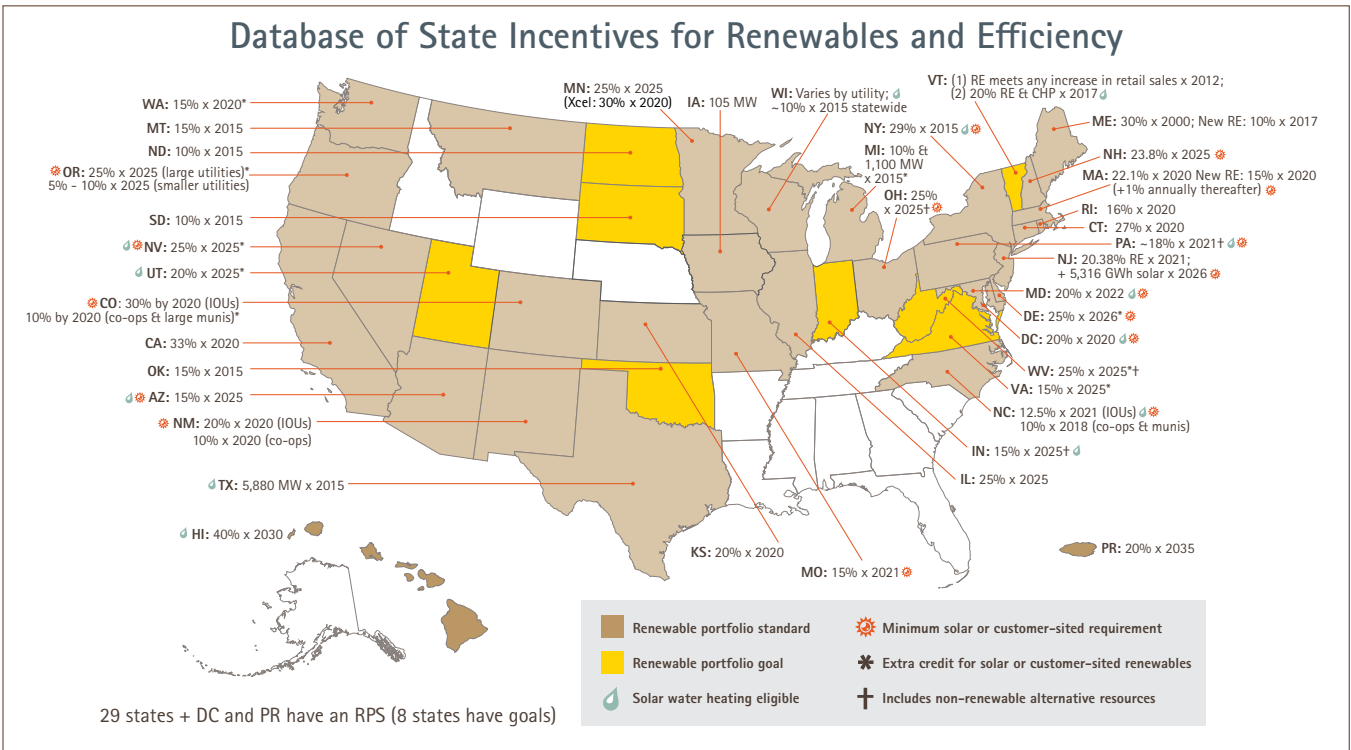 Database of State Incentives for Renewables and Efficiency
WA: 15% x 2020*
MT: 15% x 2015
ND: 10% x 2015
OR: 25% x 2025 (large utilities)*
5% - 10% x 2025 (smaller utilities)
SD: 10% x 2015
NV: 25% x 2025*
UT: 20% x 2025*
CO: 30% by 2020 (IOUs)
10% by 2020 (co-ops & large munis)*
CA: 33% x 2020
OK: 15% x 2015
AZ: 15% x 2025
NM: 20% x 2020 (IOUs)
10% x 2020 (co-ops)
TX: 5,880 MW x 2015
HI: 40% x 2030
MN: 25% x 2025
(Xcel: 30% x 2020)
IA: 105 MW
WI: Varies by utility;
~10% x 2015 statewide
VT: (1) RE meets any increase in retail sales x 2012;
(2) 20% RE & CHP x 2017
NY: 29% x 2015
MI: 10% &
1,100 MW
x 2015*
OH: 25%
x 2025†
ME: 30% x 2000; New RE: 10% x 2017
NH: 23.8% x 2025
MA: 22.1% x 2020 New RE: 15% x 2020
(+1% annually thereafter)
RI: 16% x 2020
CT: 27% x 2020
PA: ~18% x 2021†
NJ: 20.38% RE x 2021;
+ 5,316 GWh solar x 2026
MD: 20% x 2022
DE: 25% x 2026*
DC: 20% x 2020
WV: 25% x 2025*†
VA: 15% x 2025*
NC: 12.5% x 2021 (IOUs)
10% x 2018 (co-ops & munis)
IN: 15% x 2025†
IL: 25% x 2025
KS: 20% x 2020
MO: 15% x 2021
PR: 20% x 2035
Renewable portfolio standard
Renewable portfolio goal
Solar water heating eligible
Minimum solar or customer-sited requirement
* Extra credit for solar or customer-sited renewables
† Includes non-renewable alternative resources
29 states + DC and PR have an RPS (8 states have goals)